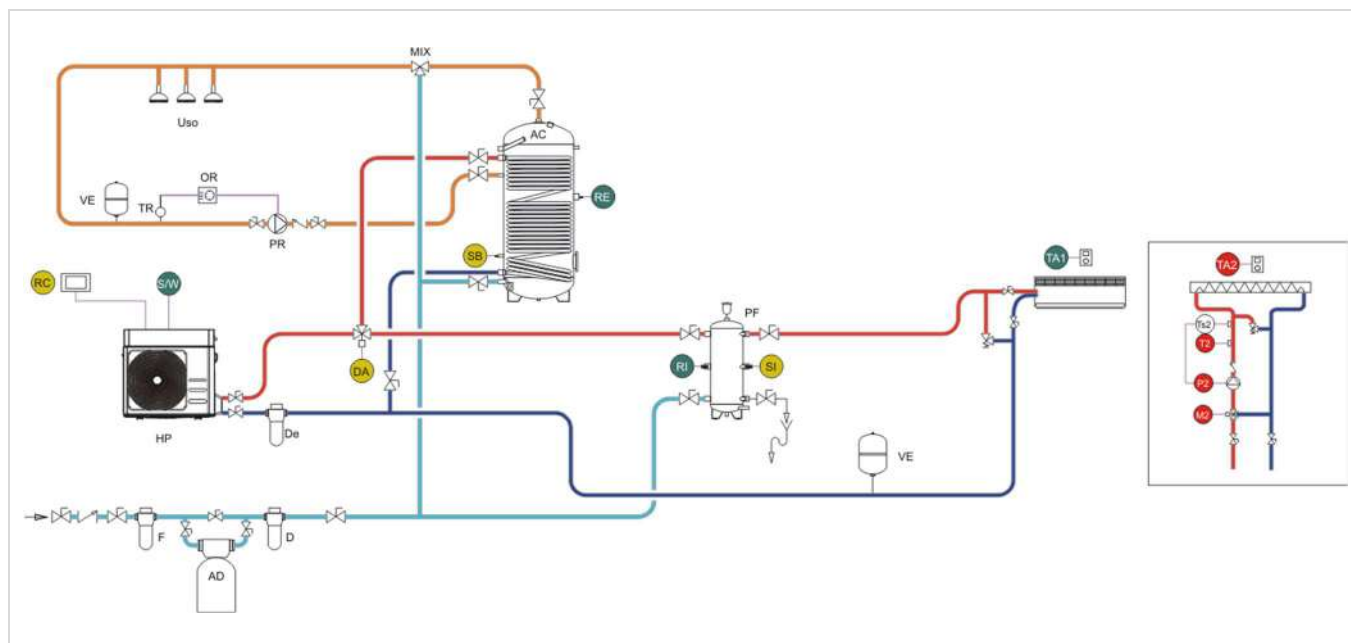 MIX
AC
Uso
OR
VE
TR
RE
PR
SB
TA1
TA2
RC
S/W
PF
Ts2
T2
RI
SI
DA
P2
M2
De
HP
VE
F
D
AD